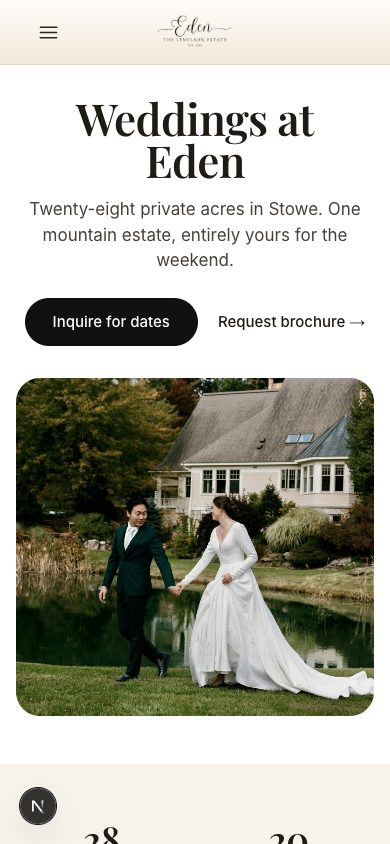 Eden
THE LEMELSON ESTATE
Weddings at
Eden
Twenty-eight private acres in Stowe. One
mountain estate, entirely yours for the
weekend.
Inquire for dates
Request brochure →
N